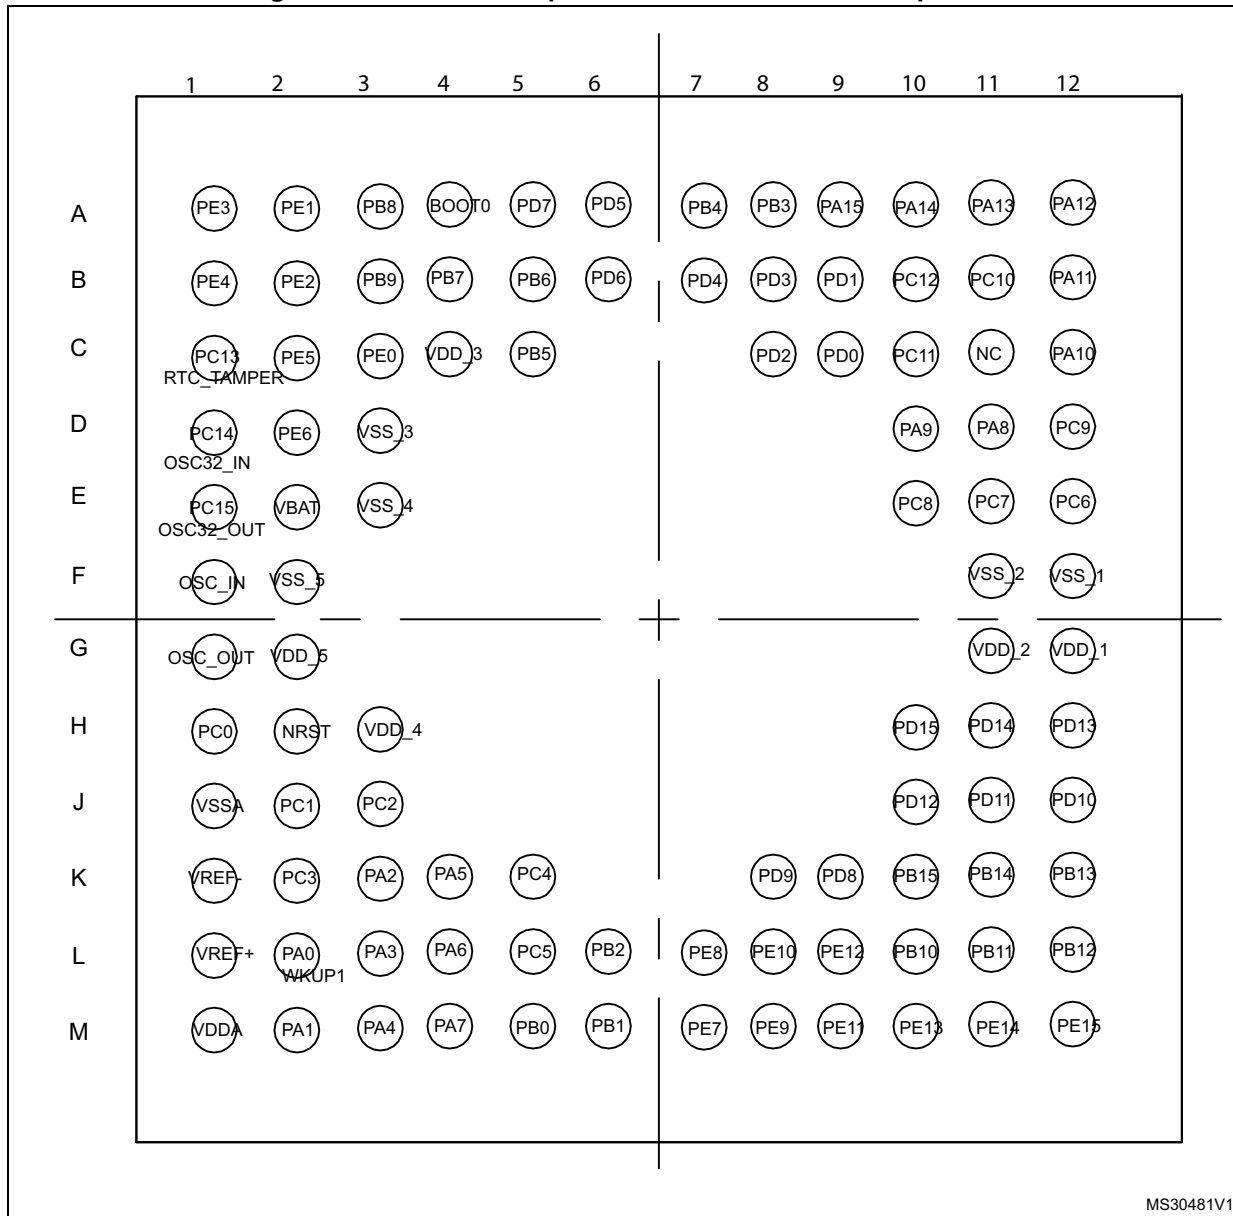 1 2 3 4 5 6 7 8 9 10 11 12
A PE3 PE1 PB8 BOOT0 PD7 PD5 PB4 PB3 PA15 PA14 PA13 PA12
B PE4 PE2 PB9 PB7 PB6 PD6 PD4 PD3 PD1 PC12 PC10 PA11
C PC13 PE5 PE0 VDD_3 PB5 PD2 PD0 PC11 NC PA10
RTC_TAMPER
D PC14 PE6 VSS_3 PA9 PA8 PC9
OSC32_IN
E PC15 VBAT VSS_4 PC8 PC7 PC6
OSC32_OUT
F OSC_IN VSS_5 VSS_2 VSS_1
G OSC_OUT VDD_5 VDD_2 VDD_1
H PC0 NRST VDD_4 PD15 PD14 PD13
J VSSA PC1 PC2 PD12 PD11 PD10
K VREF- PC3 PA2 PA5 PC4 PD9 PD8 PB15 PB14 PB13
L VREF+ PA0 PA3 PA6 PC5 PB2 PE8 PE10 PE12 PB10 PB11 PB12
WKUP1
M VDDA PA1 PA4 PA7 PB0 PB1 PE7 PE9 PE11 PE13 PE14 PE15
MS30481V1